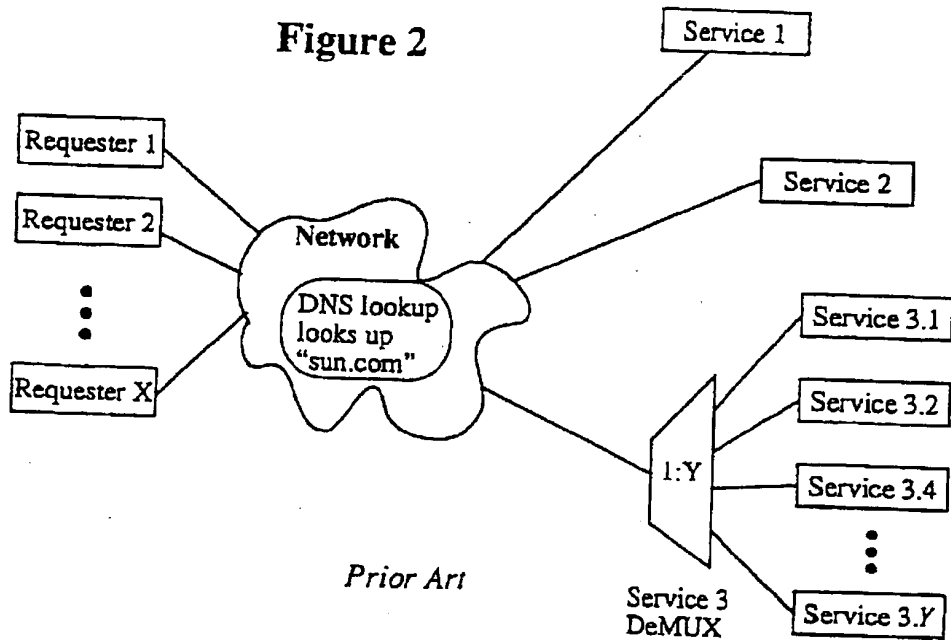 Figure 2
Service 1
Requester 1
Service 2
Requester 2
Network
DNS lookup
looks up
“sun.com”
Requester X
Service 3.1
Service 3.2
1:Y
Service 3.4
Prior Art
Service 3
DeMUX
Service 3.Y